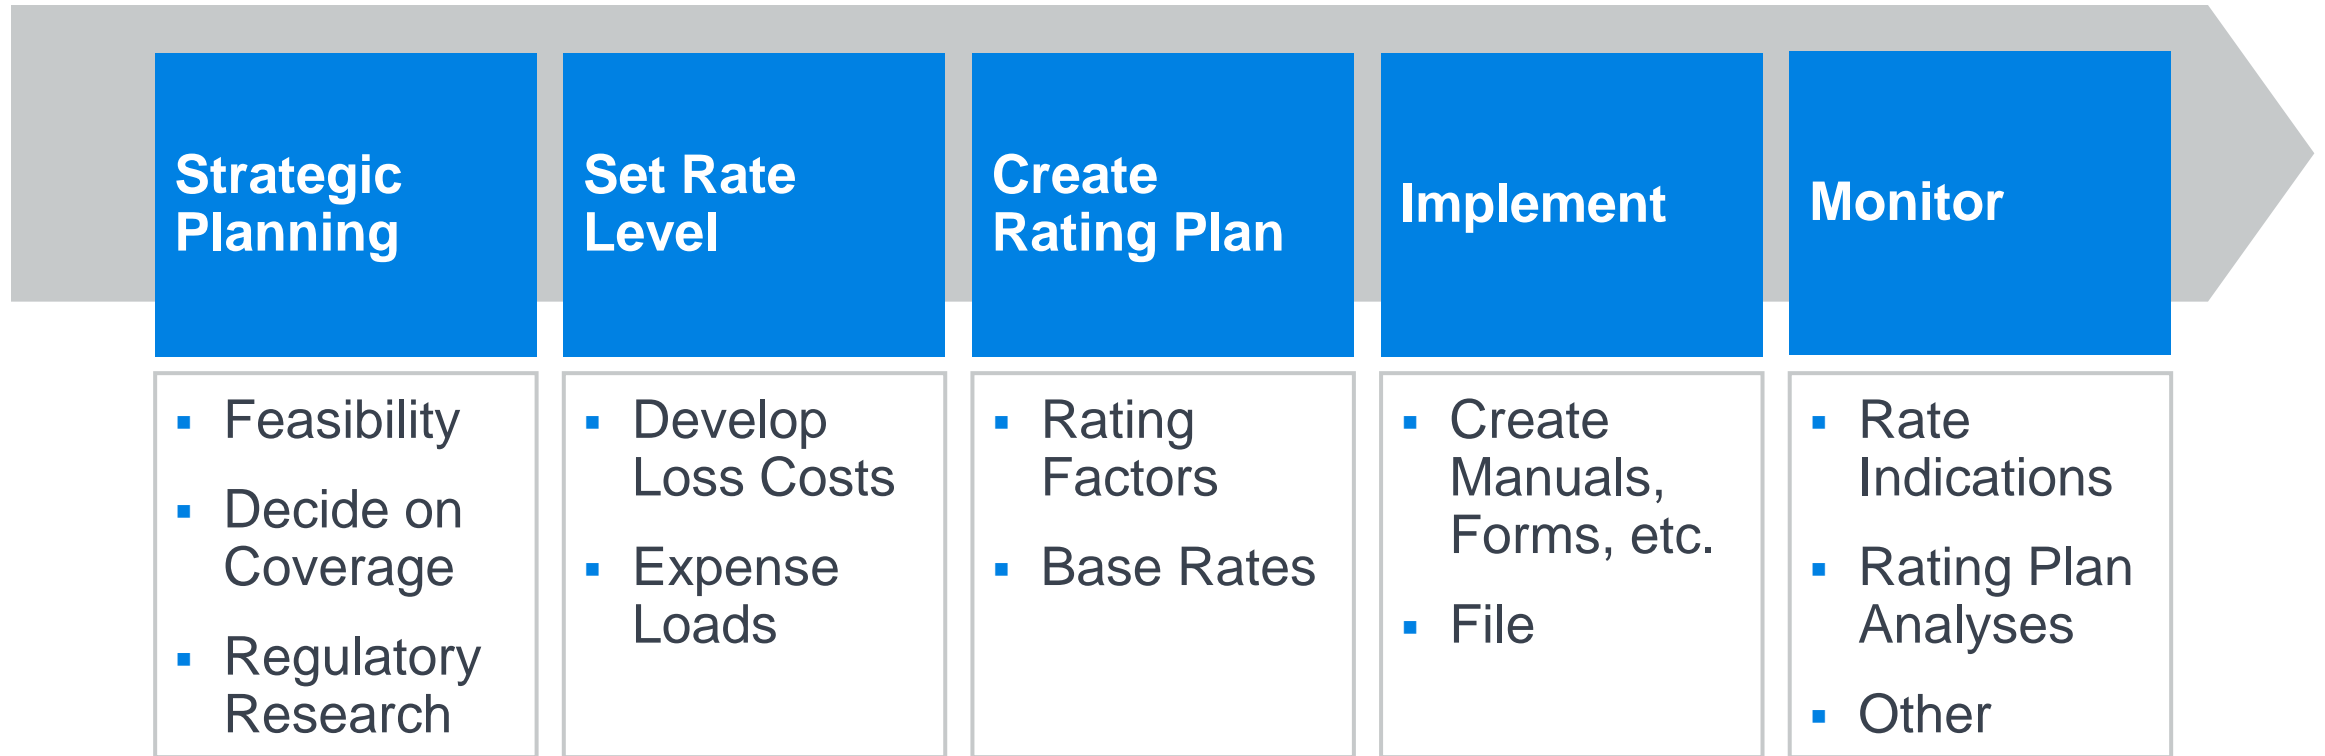 Strategic
Planning
Set Rate
Level
Create
Rating Plan
Implement
Monitor
▪ Feasibility
▪ Decide on
Coverage
▪ Regulatory
Research
▪ Develop
Loss Costs
▪ Expense
Loads
▪ Rating
Factors
▪ Base Rates
▪ Create
Manuals,
Forms, etc.
▪ File
▪ Rate
Indications
▪ Rating Plan
Analyses
▪ Other